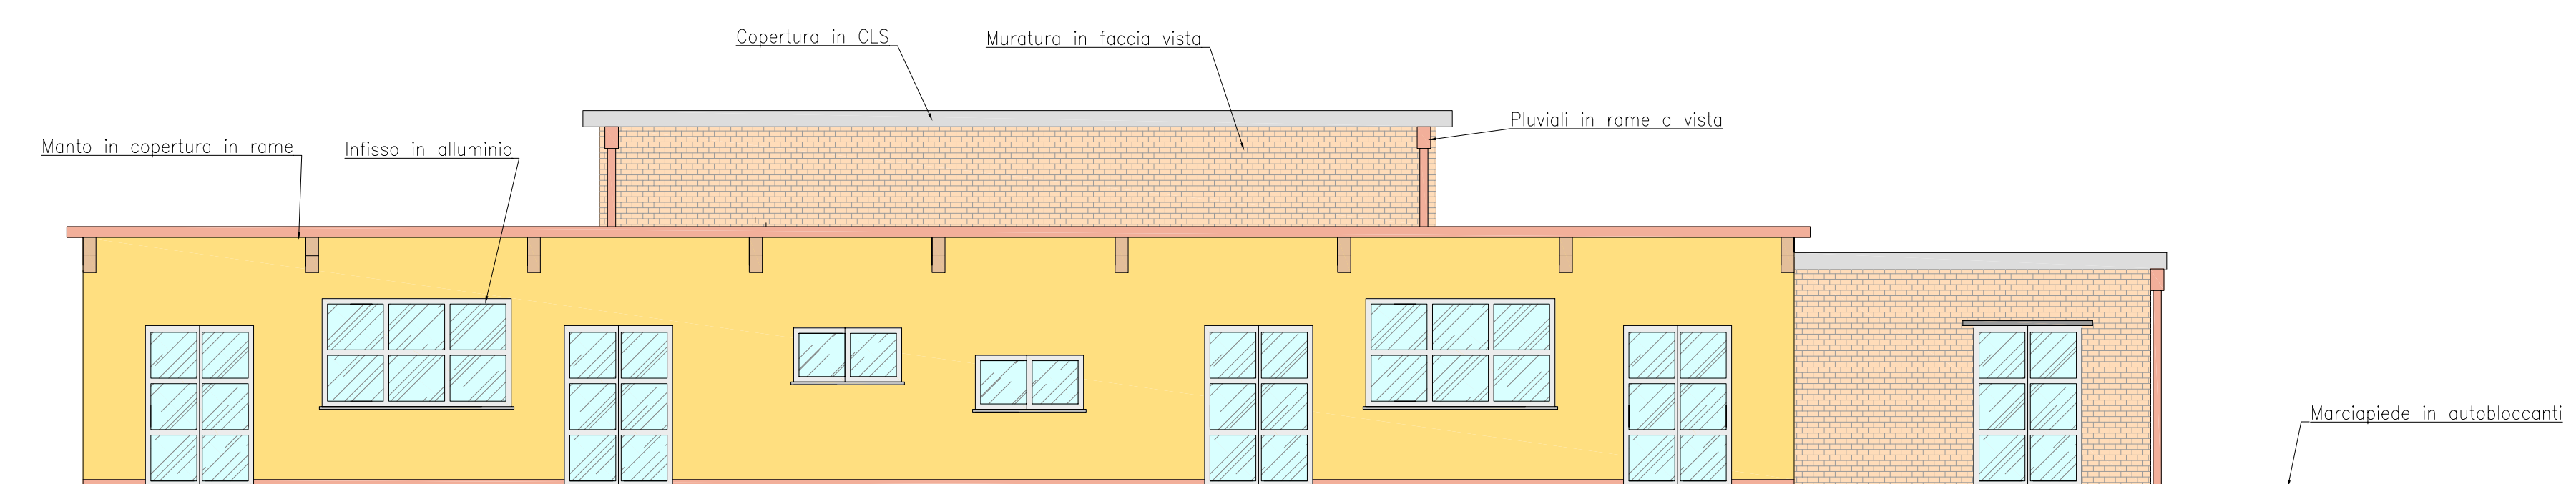 Copertura in CLS
Muratura in faccia vista
Pluviali in rame a vista
Manto in copertura in rame
Infisso in alluminio
Marciapiede in autobloccanti